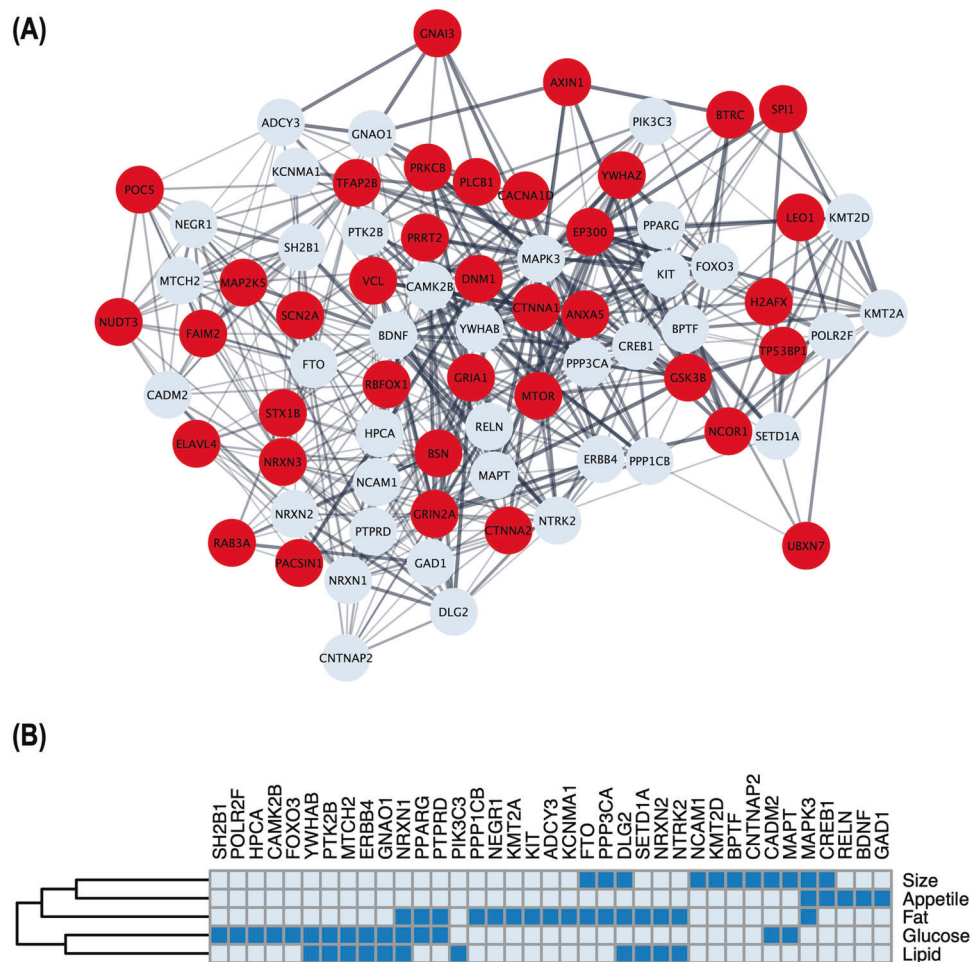 (A)
GNAI3
AXIN1
SPI1
BTRC
ADCY3
GNAO1
PIK3C3
KCNMA1
PRKCB
TFAP2B
PLCB1
YWHAZ
POC5
CACNA1D
NEGR1
PPARG
LEO1
KMT2D
PTK2B
EP300
PRRT2
SH2B1
MAPK3
FOXO3
MTCH2
KIT
MAP2K5
VCL
DNM1
CAMK2B
H2AFX
CTNNA1
ANXA5
SCN2A
KMT2A
NUDT3
FAIM2
BDNF
YWHAB
BPTF
POLR2F
CREB1
TP53BP1
FTO
PPP3CA
GSK3B
RBFOX1
GRIA1
MTOR
CADM2
STX1B
RELN
NCOR1
HPCA
SETD1A
ELAVL4
BSN
ERBB4
PPP1CB
NRXN3
MAPT
NCAM1
NRXN2
GRIN2A
NTRK2
CTNNA2
PTPRD
RAB3A
UBXN7
PACSIN1
GAD1
NRXN1
DLG2
CNTNAP2
(B)
SH2B1
POLR2F
HPCA
CAMK2B
FOXO3
YWHAB
PTK2B
MTCH2
ERBB4
GNAO1
NRXN1
PPARG
PTPRD
PIK3C3
PPP1CB
NEGR1
KMT2A
KIT
ADCY3
KCNMA1
FTO
PPP3CA
DLG2
SETD1A
NRXN2
NTRK2
NCAM1
KMT2D
BPTF
CNTNAP2
CADM2
MAPT
MAPK3
CREB1
RELN
BDNF
GAD1
Size
Appetile
Fat
Glucose
Lipid